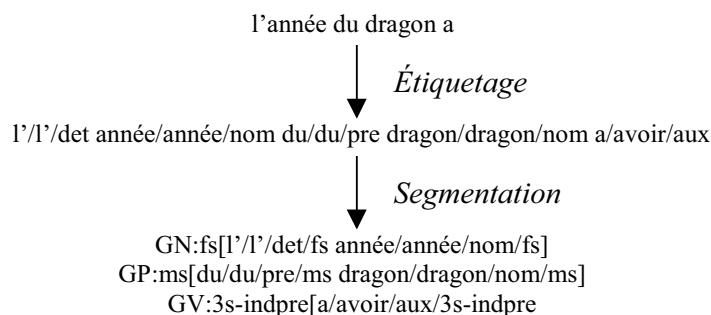 l’année du dragon a
Étiquetage
l’/l’/det année/année/nom du/du/pre dragon/dragon/nom a/avoir/aux
Segmentation
GN:fs[l’/l’/det/fs année/année/nom/fs]
GP:ms[du/du/pre/ms dragon/dragon/nom/ms]
GV:3s-indpre[a/avoir/aux/3s-indpre